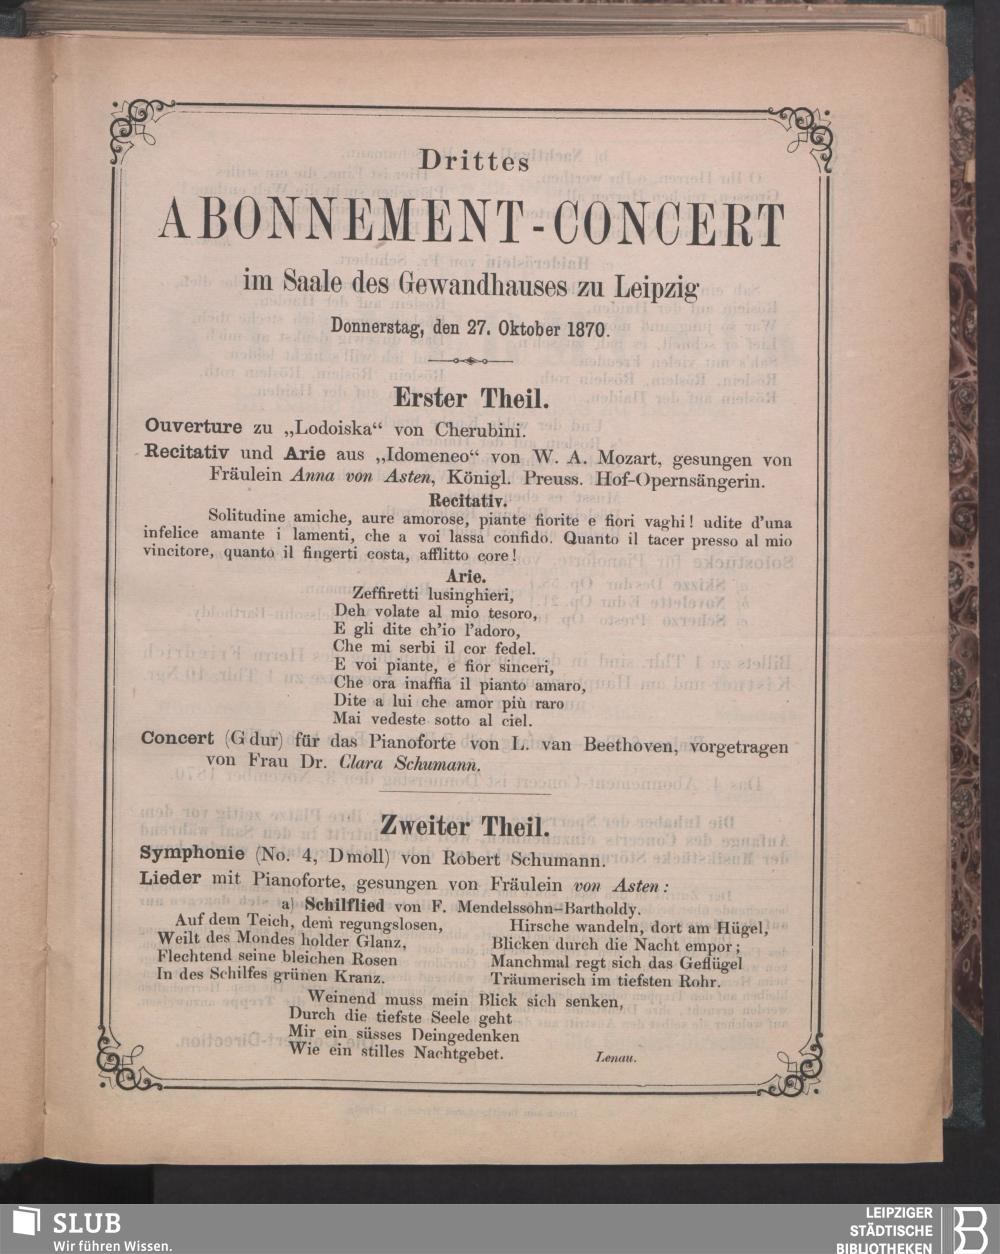 Drittes
ABONNEMENT-CONCERT
im Saale des Gewandhauses zu Leipzig
Donnerstag, den 27. Oktober 1870.
Erster Theil.
Ouverture zu „Lodoiska“ von Cherubini.
Recitativ und Arie aus „Idomeneo“ von W. A. Mozart, gesungen von
Fräulein Anna von Asten, Königl. Preuss. Hof-Opernsängerin.
Recitativ.
Solitudine amiche, aure amorose, piante fiorite e fiori vaghi! udite d'una
infelice amante i lamenti, che a voi lassa confido. Quanto il tacer presso al mio
vincitore, quanto il fingerti costa, afflitto core!
Arie.
Zeffiretti lusinghieri,
Deh volate al mio tesoro,
E gli dite ch'io l'adoro,
Che mi serbi il cor fedel.
E voi piante, e fior sinceri,
Che ora inaffia il pianto amaro,
Dite a lui che amor più raro
Mai vedeste sotto al ciel.
Concert (G dur) für das Pianoforte von L. van Beethoven, vorgetragen
von Frau Dr. Clara Schumann.
Zweiter Theil.
Symphonie (No. 4, D moll) von Robert Schumann.
Lieder mit Pianoforte, gesungen von Fräulein von Asten:
a) Schilflied von F. Mendelssohn-Bartholdy.
Auf dem Teich, dem regungslosen,
Weilt des Mondes holder Glanz,
Flechtend seine bleichen Rosen
In des Schilfes grünen Kranz.
Hirsche wandeln, dort am Hügel,
Blicken durch die Nacht empor;
Manchmal regt sich das Geflügel
Träumerisch im tiefsten Rohr.
Weinend muss mein Blick sich senken,
Durch die tiefste Seele geht
Mir ein süsses Deingedenken
Wie ein stilles Nachtgebet.
Lenau.
SLUB
Wir führen Wissen.
LEIPZIGER
STÄDTISCHE
BIBLIOTHEKEN